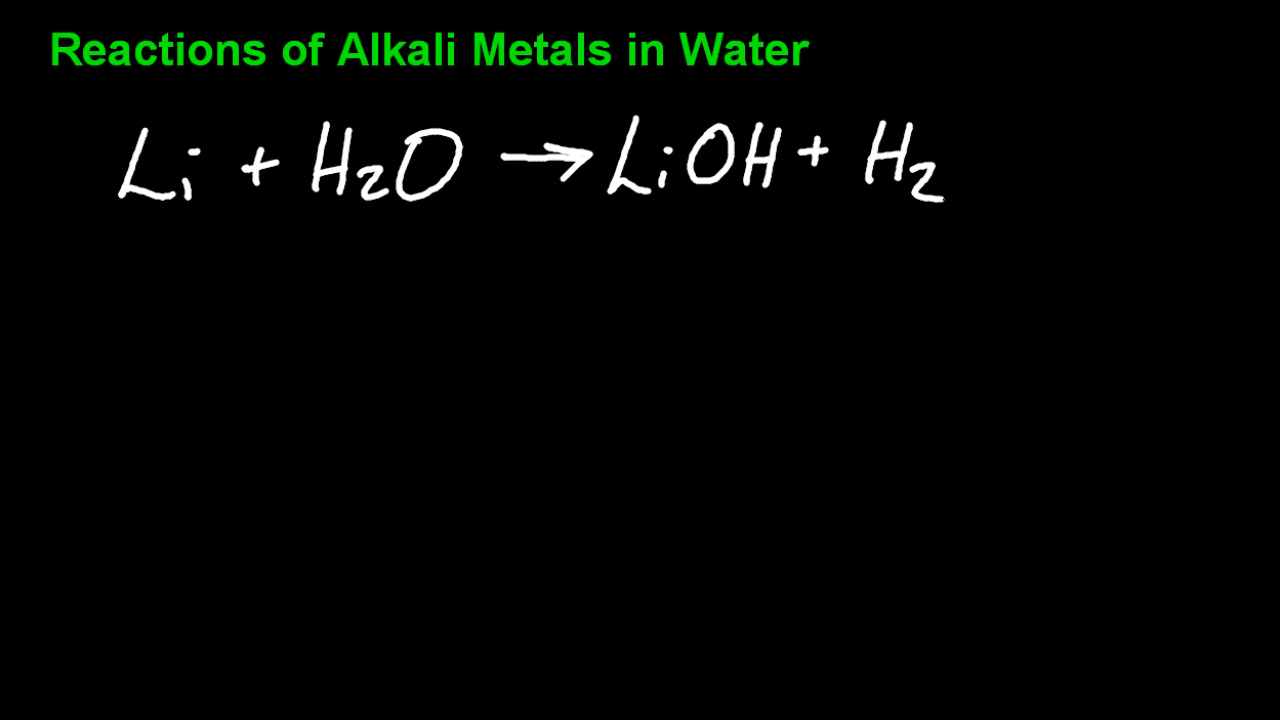 Reactions of Alkali Metals in Water
Li + H₂O → LiOH + H₂